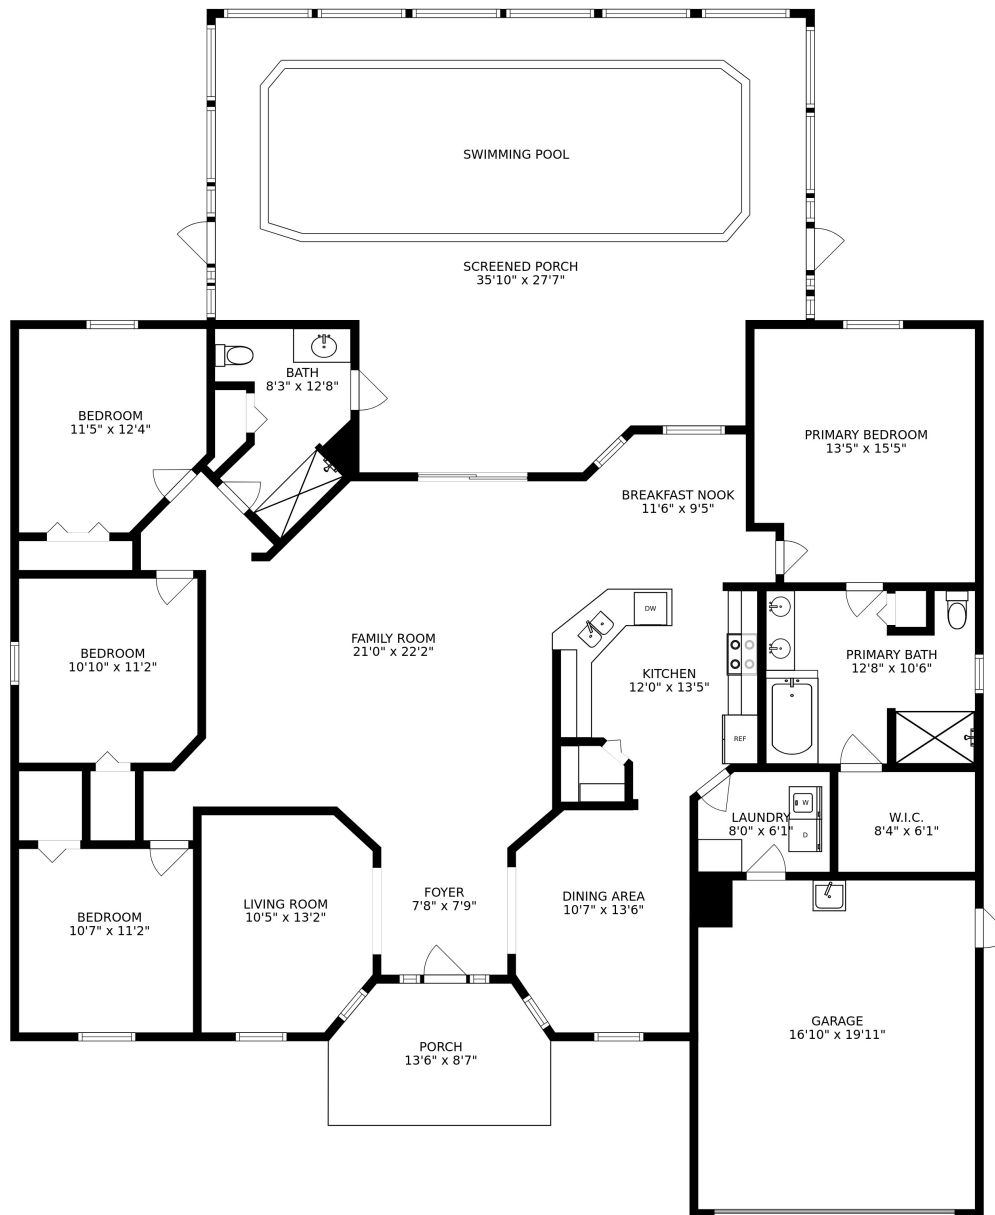 SWIMMING POOL
SCREENED PORCH
35'10" x 27'7"
BATH
8'3" x 12'8"
BEDROOM
11'5" x 12'4"
PRIMARY BEDROOM
13'5" x 15'5"
BREAKFAST NOOK
11'6" x 9'5"
DW
FAMILY ROOM
21'0" x 22'2"
BEDROOM
10'10" x 11'2"
KITCHEN
12'0" x 13'5"
PRIMARY BATH
12'8" x 10'6"
REF
W
LAUNDRY
8'0" x 6'1"
D
W.I.C.
8'4" x 6'1"
FOYER
7'8" x 7'9"
DINING AREA
10'7" x 13'6"
LIVING ROOM
10'5" x 13'2"
BEDROOM
10'7" x 11'2"
GARAGE
16'10" x 19'11"
PORCH
13'6" x 8'7"